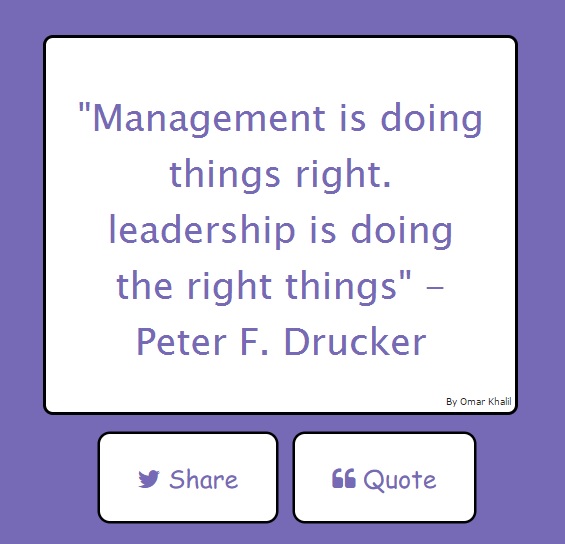 "Management is doing
things right.
leadership is doing
the right things" -
Peter F. Drucker
By Omar Khalil
Share
Quote